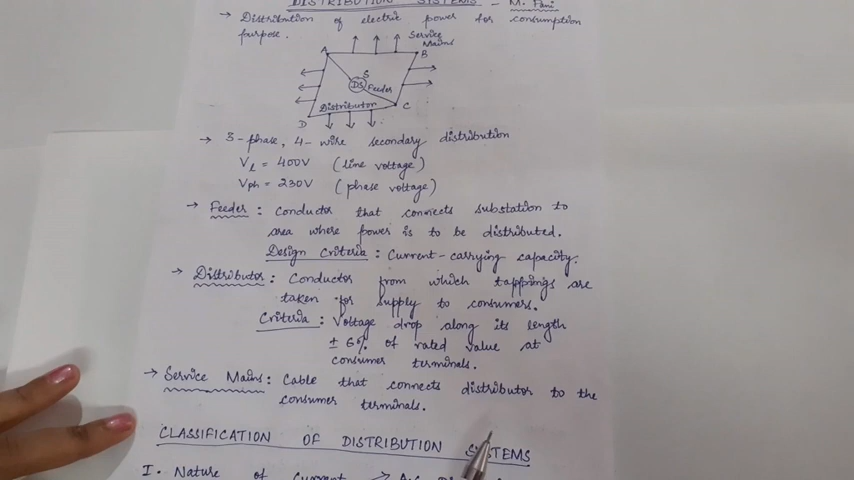 DISTRIBUTION SYSTEMS - M. Pani
→ Distribution of electric power for consumption
purpose.
Service
Mains
A
B
S
DS
Feeder
Distributor
C
D
→ 3-phase, 4-wire secondary distribution
Vl = 400V (line voltage)
Vph = 230V (phase voltage)
→ Feeder: Conductor that connects substation to
area where power is to be distributed.
Design Criteria: Current-carrying capacity.
→ Distributor: Conductor from which tappings are
taken for supply to consumers.
Criteria: Voltage drop along its length
± 6% of rated value at
consumer terminals.
→ Service Mains: Cable that connects distributor to the
consumer terminals.
CLASSIFICATION OF DISTRIBUTION SYSTEMS
I. Nature of Current → A.C